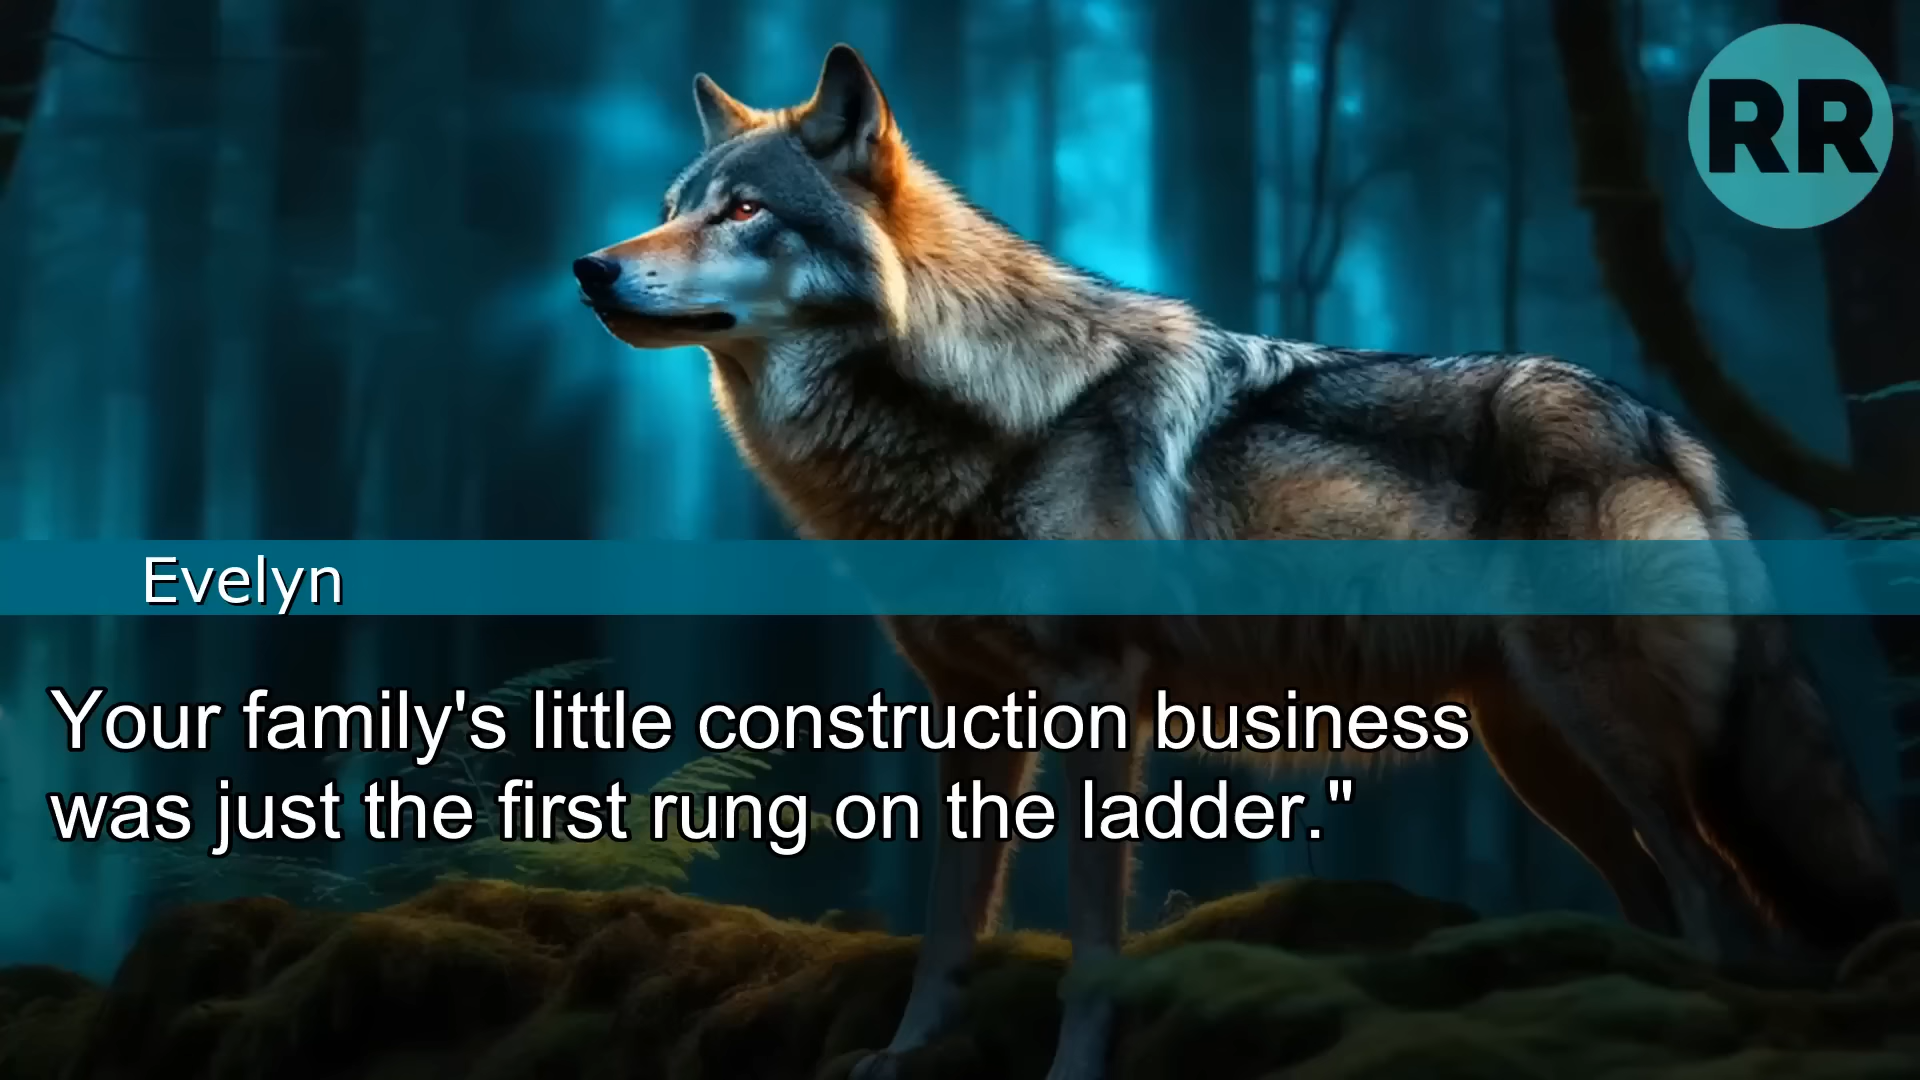 RR
Evelyn
Your family's little construction business
was just the first rung on the ladder."